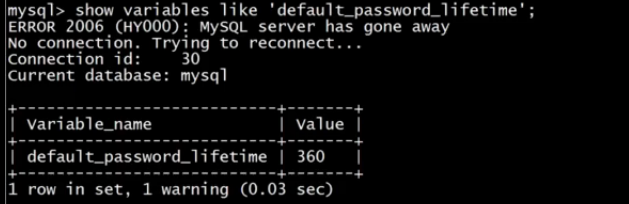 mysql> show variables like 'default_password_lifetime';
ERROR 2006 (HY000): MySQL server has gone away
No connection. Trying to reconnect...
Connection id:    30
Current database: mysql
+---------------------------+-------+
| Variable_name             | Value |
+---------------------------+-------+
| default_password_lifetime | 360   |
+---------------------------+-------+
1 row in set, 1 warning (0.03 sec)